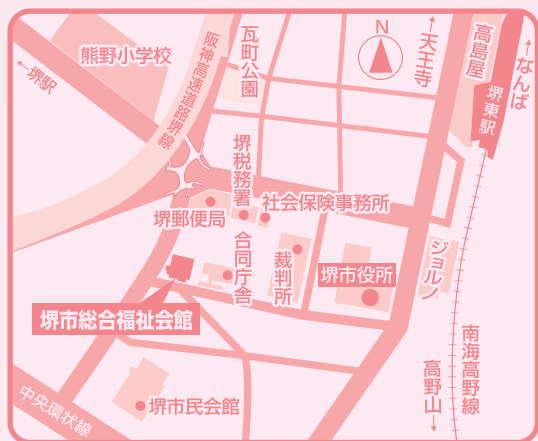 熊野小学校
←堺駅
阪神高速道路堺線
瓦町公園
N
↑天王寺
高島屋
堺東駅
↑なんば
堺税務署
堺郵便局
社会保険事務所
合同庁舎
裁判所
堺市役所
ジョルノ
堺市総合福祉会館
南海高野線
高野山↓
堺市民会館
中央環状線